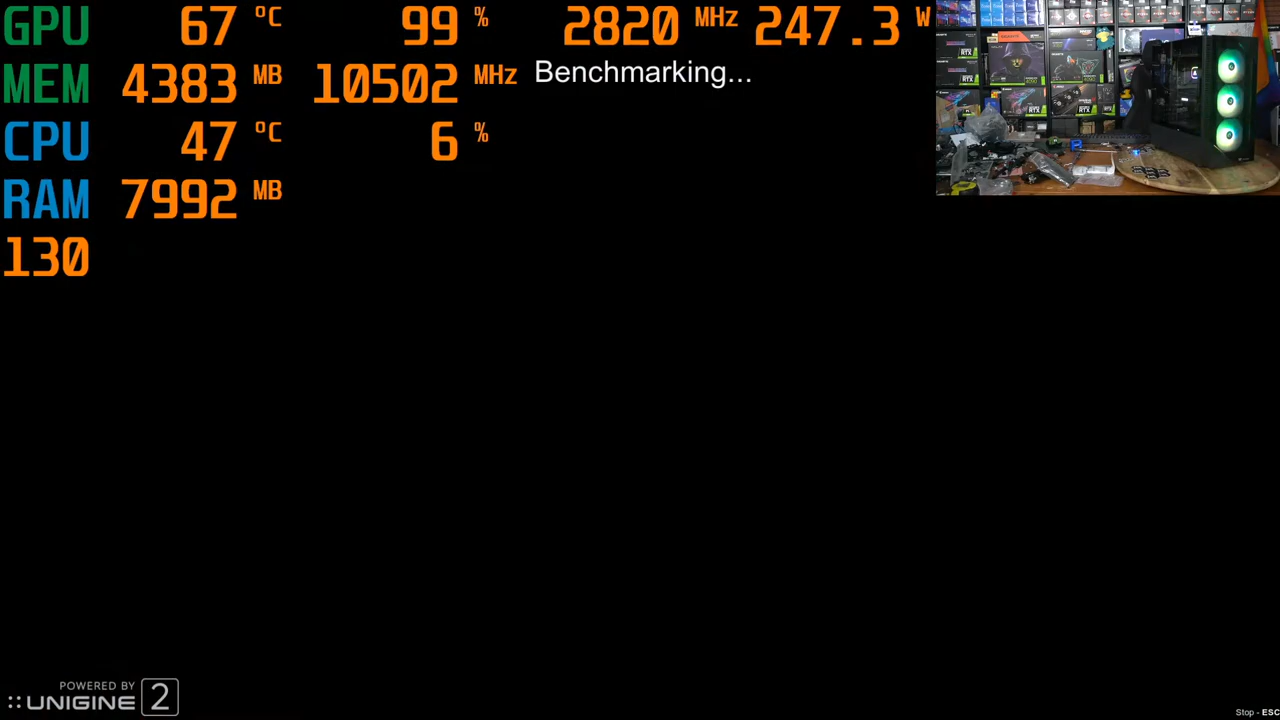 GPU 67 °C 99 % 2820 MHz 247.3 W
MEM 4383 MB 10502 MHz Benchmarking...
CPU 47 °C 6 %
RAM 7992 MB
130
POWERED BY
UNIGINE 2
Stop - ESC